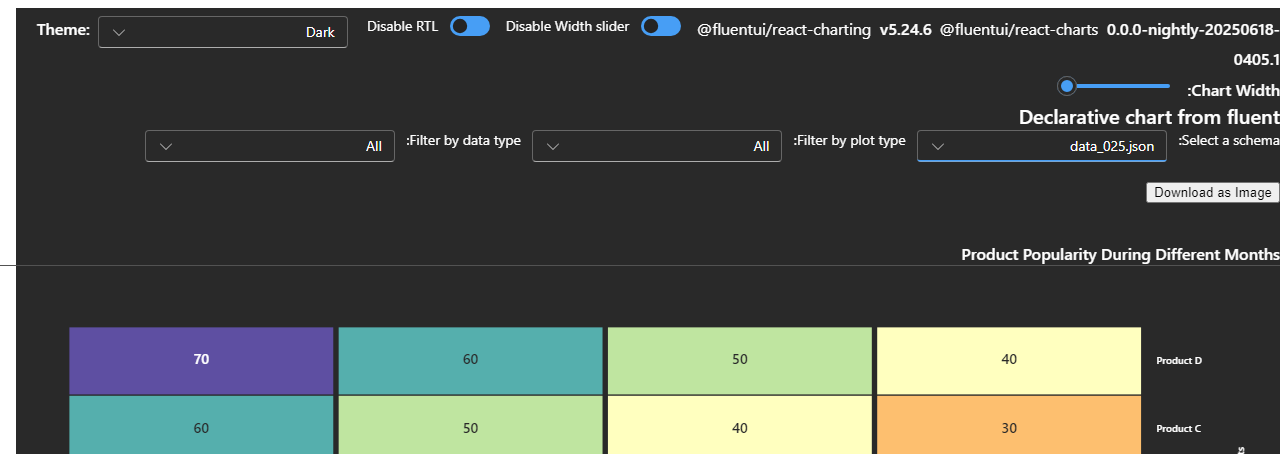 Theme: Dark Disable RTL Disable Width slider @fluentui/react-charting v5.24.6 @fluentui/react-charts 0.0.0-nightly-20250618-
0405.1
:Chart Width
Declarative chart from fluent
:Select a schema data_025.json :Filter by plot type All :Filter by data type All
Download as Image
Product Popularity During Different Months
70 60 50 40 Product D
60 50 40 30 Product C